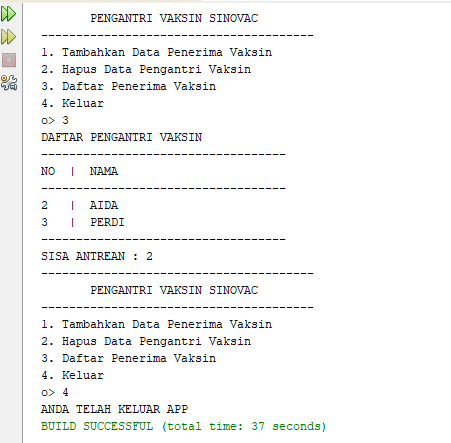 PENGANTRI VAKSIN SINOVAC
---------------------------------------
1. Tambahkan Data Penerima Vaksin
2. Hapus Data Pengantri Vaksin
3. Daftar Penerima Vaksin
4. Keluar
o> 3
DAFTAR PENGANTRI VAKSIN
-----------------------------------
NO | NAMA
-----------------------------------
2 | AIDA
3 | PERDI
-----------------------------------
SISA ANTREAN : 2
---------------------------------------
PENGANTRI VAKSIN SINOVAC
---------------------------------------
1. Tambahkan Data Penerima Vaksin
2. Hapus Data Pengantri Vaksin
3. Daftar Penerima Vaksin
4. Keluar
o> 4
ANDA TELAH KELUAR APP
BUILD SUCCESSFUL (total time: 37 seconds)